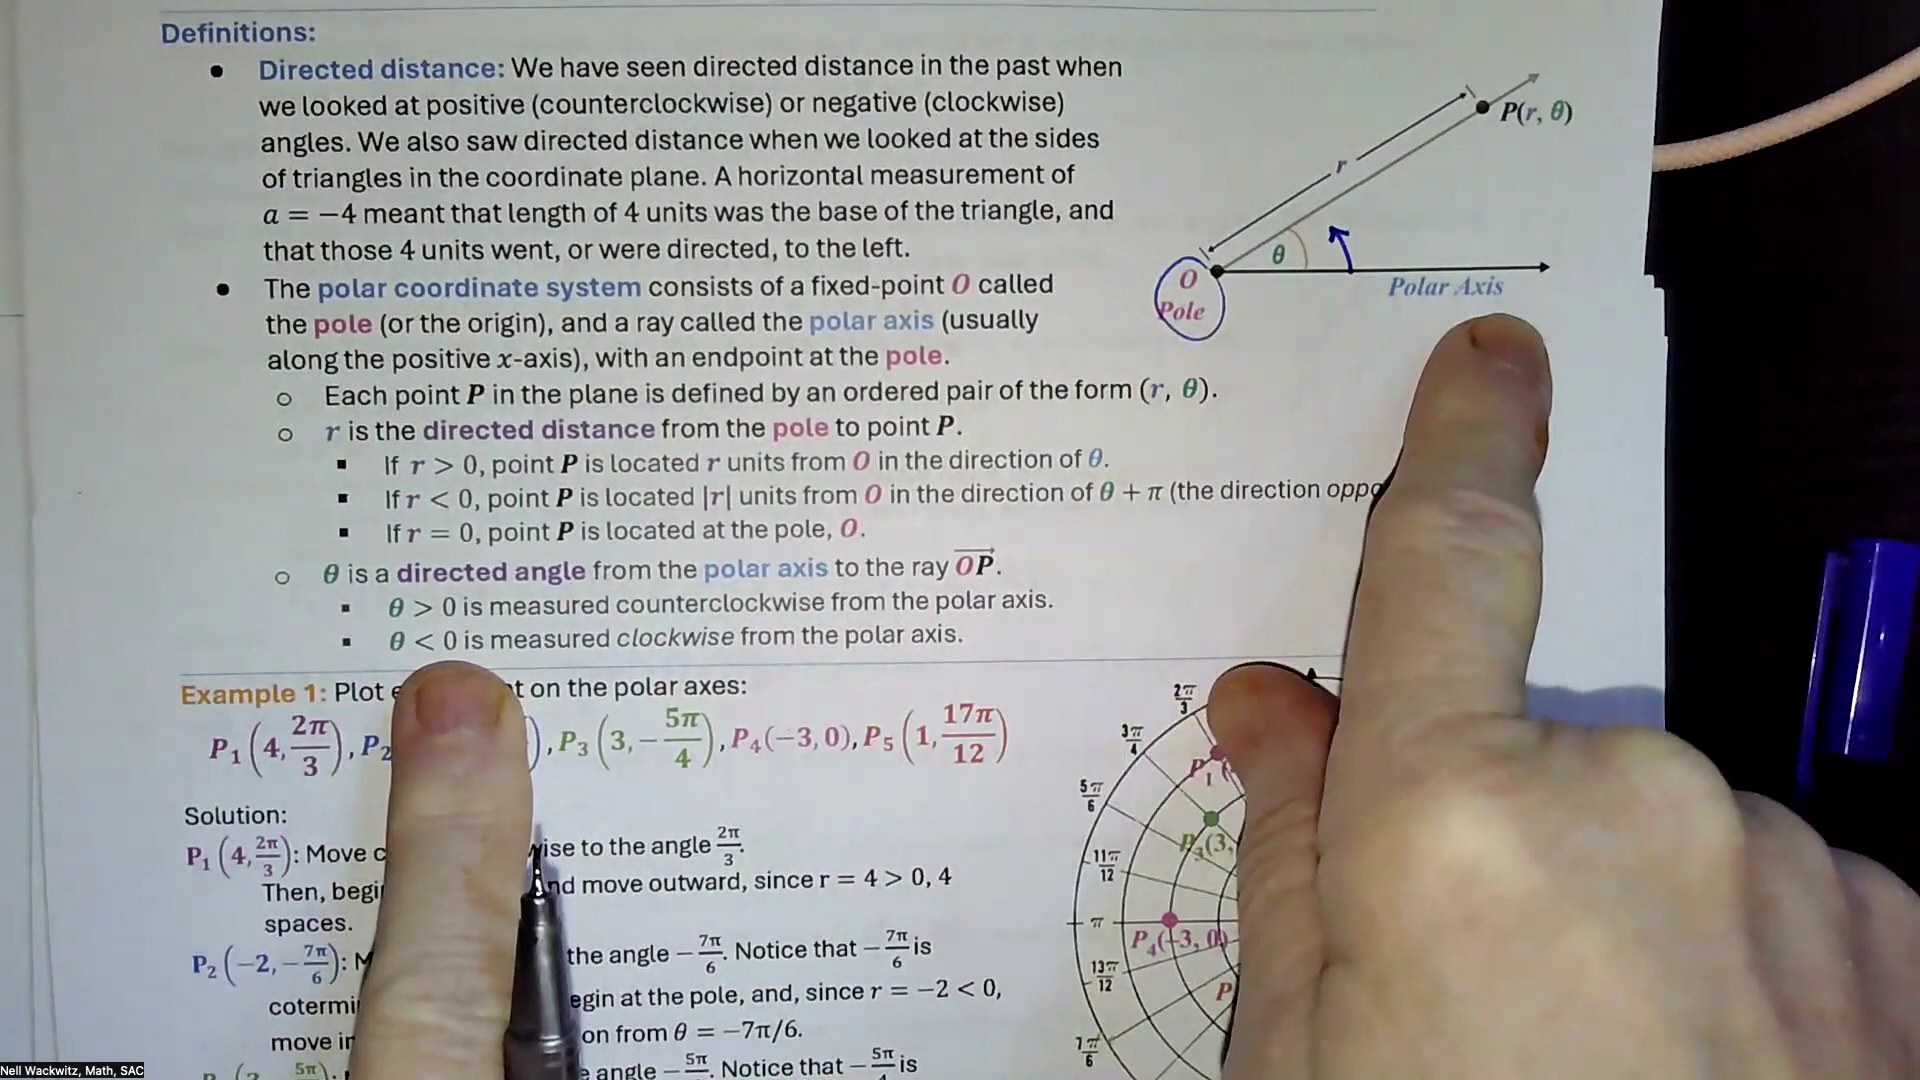 Definitions:
• Directed distance: We have seen directed distance in the past when
we looked at positive (counterclockwise) or negative (clockwise)
angles. We also saw directed distance when we looked at the sides
of triangles in the coordinate plane. A horizontal measurement of
a = −4 meant that length of 4 units was the base of the triangle, and
that those 4 units went, or were directed, to the left.
P(r, θ)
r
θ
O
Pole
Polar Axis
• The polar coordinate system consists of a fixed-point O called
the pole (or the origin), and a ray called the polar axis (usually
along the positive x-axis), with an endpoint at the pole.
○ Each point P in the plane is defined by an ordered pair of the form (r, θ).
○ r is the directed distance from the pole to point P.
▪ If r > 0, point P is located r units from O in the direction of θ.
▪ If r < 0, point P is located |r| units from O in the direction of θ + π (the direction
▪ If r = 0, point P is located at the pole, O.
○ θ is a directed angle from the polar axis to the ray OP.
▪ θ > 0 is measured counterclockwise from the polar axis.
▪ θ < 0 is measured clockwise from the polar axis.
Example 1: Plot on the polar axes:
P₁(4, 2π/3), P₂ ), P₃(3, −5π/4), P₄(−3, 0), P₅(1, 17π/12)
Solution:
P₁(4, 2π/3): Move to the angle 2π/3.
Then, and move outward, since r = 4 > 0, 4
spaces.
P₂(−2, −7π/6): the angle −7π/6. Notice that −7π/6 is
begin at the pole, and, since r = −2 < 0,
move from θ = −7π/6.
5π angle −5π/4. Notice that −5π/4 is
2π/3
3π/4
5π/6
11π/12
π
13π/12
7π/6
P₁(
P₃(3,
P₄(−3, 0)
P
Nell Wackwitz, Math, SAC